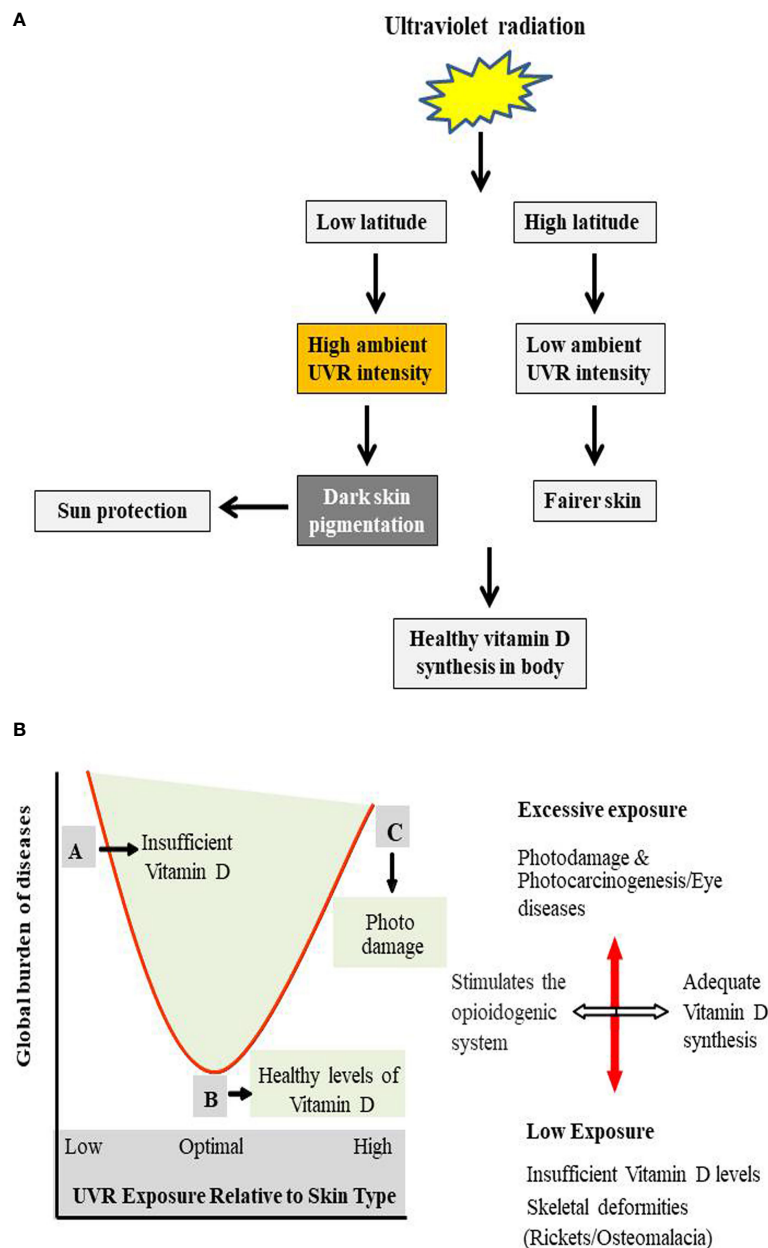 A
Ultraviolet radiation
Low latitude
High latitude
High ambient
UVR intensity
Low ambient
UVR intensity
Sun protection
Dark skin
pigmentation
Fairer skin
Healthy vitamin D
synthesis in body
B
Global burden of diseases
A
Insufficient
Vitamin D
C
Photo
damage
B
Healthy levels of
Vitamin D
Low
Optimal
High
UVR Exposure Relative to Skin Type
Excessive exposure
Photodamage &
Photocarcinogenesis/Eye
diseases
Stimulates the
opioidogenic
system
Adequate
Vitamin D
synthesis
Low Exposure
Insufficient Vitamin D levels
Skeletal deformities
(Rickets/Osteomalacia)